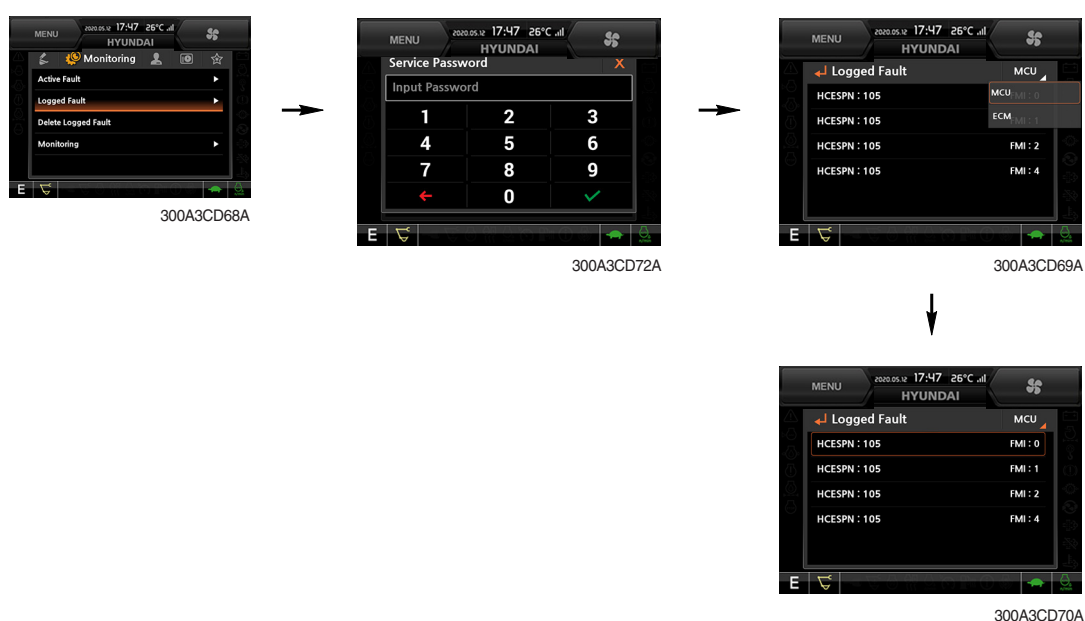 MENU 2020.05.12 17:47 26°C
HYUNDAI
Monitoring
Active Fault
Logged Fault
Delete Logged Fault
Monitoring
E
300A3CD68A
MENU 2020.05.12 17:47 26°C
HYUNDAI
Service Password X
Input Password
1 2 3
4 5 6
7 8 9
0
E
300A3CD72A
MENU 2020.05.12 17:47 26°C
HYUNDAI
Logged Fault MCU
HCESPN : 105 MCU FMI : 0
HCESPN : 105 ECM FMI : 1
HCESPN : 105 FMI : 2
HCESPN : 105 FMI : 4
E
300A3CD69A
MENU 2020.05.12 17:47 26°C
HYUNDAI
Logged Fault MCU
HCESPN : 105 FMI : 0
HCESPN : 105 FMI : 1
HCESPN : 105 FMI : 2
HCESPN : 105 FMI : 4
E
300A3CD70A